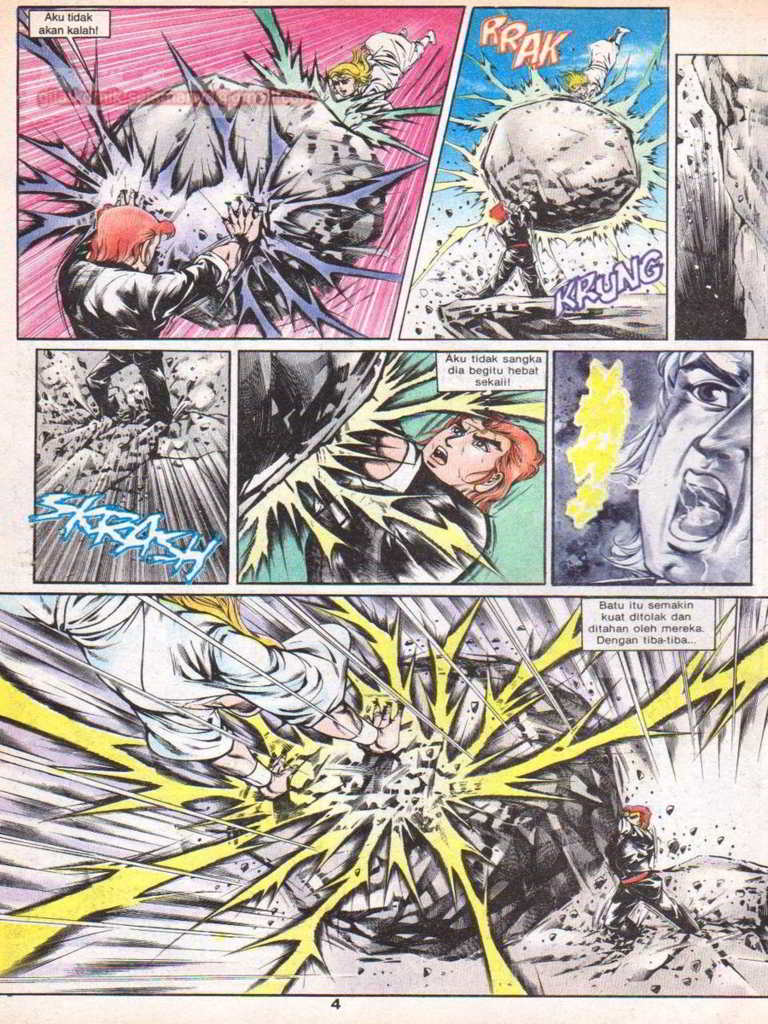 Aku tidak
akan kalah!
RRAK
KRUNG
SKRRASH
Aku tidak sangka
dia begitu hebat
sekali!
Batu itu semakin
kuat ditolak dan
ditahan oleh mereka.
Dengan tiba-tiba...
4